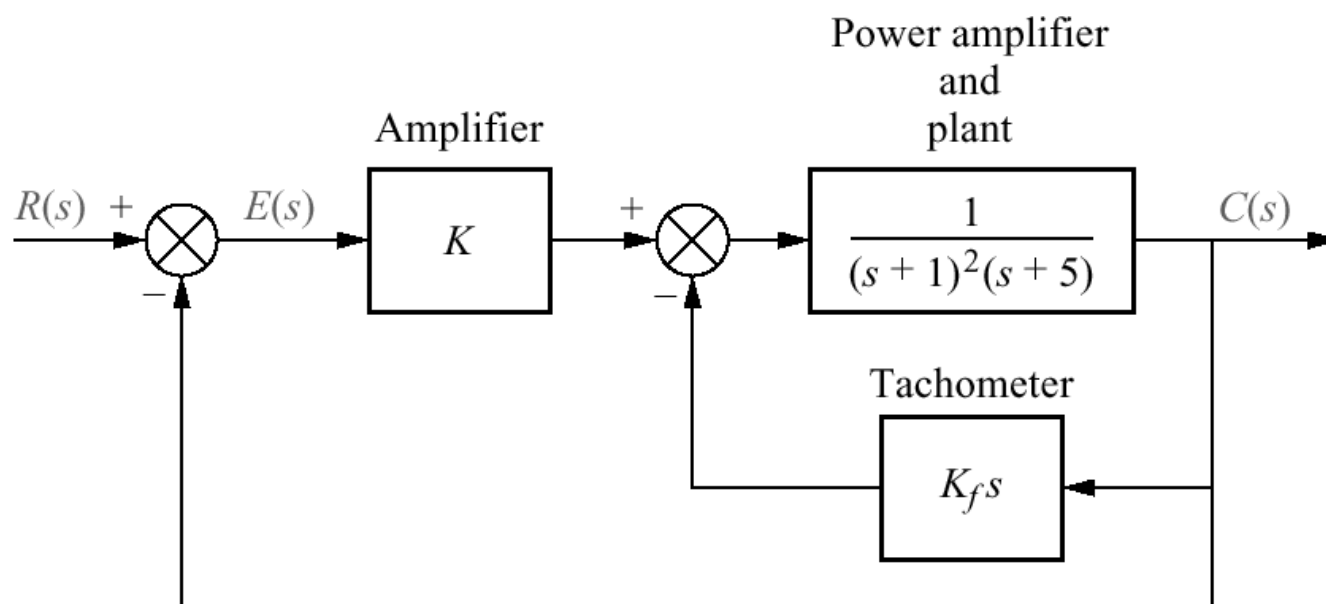 Power amplifier
and
plant
Amplifier
R(s) +
E(s)
K
+
1
(s + 1)²(s + 5)
C(s)
−
−
Tachometer
K_f s